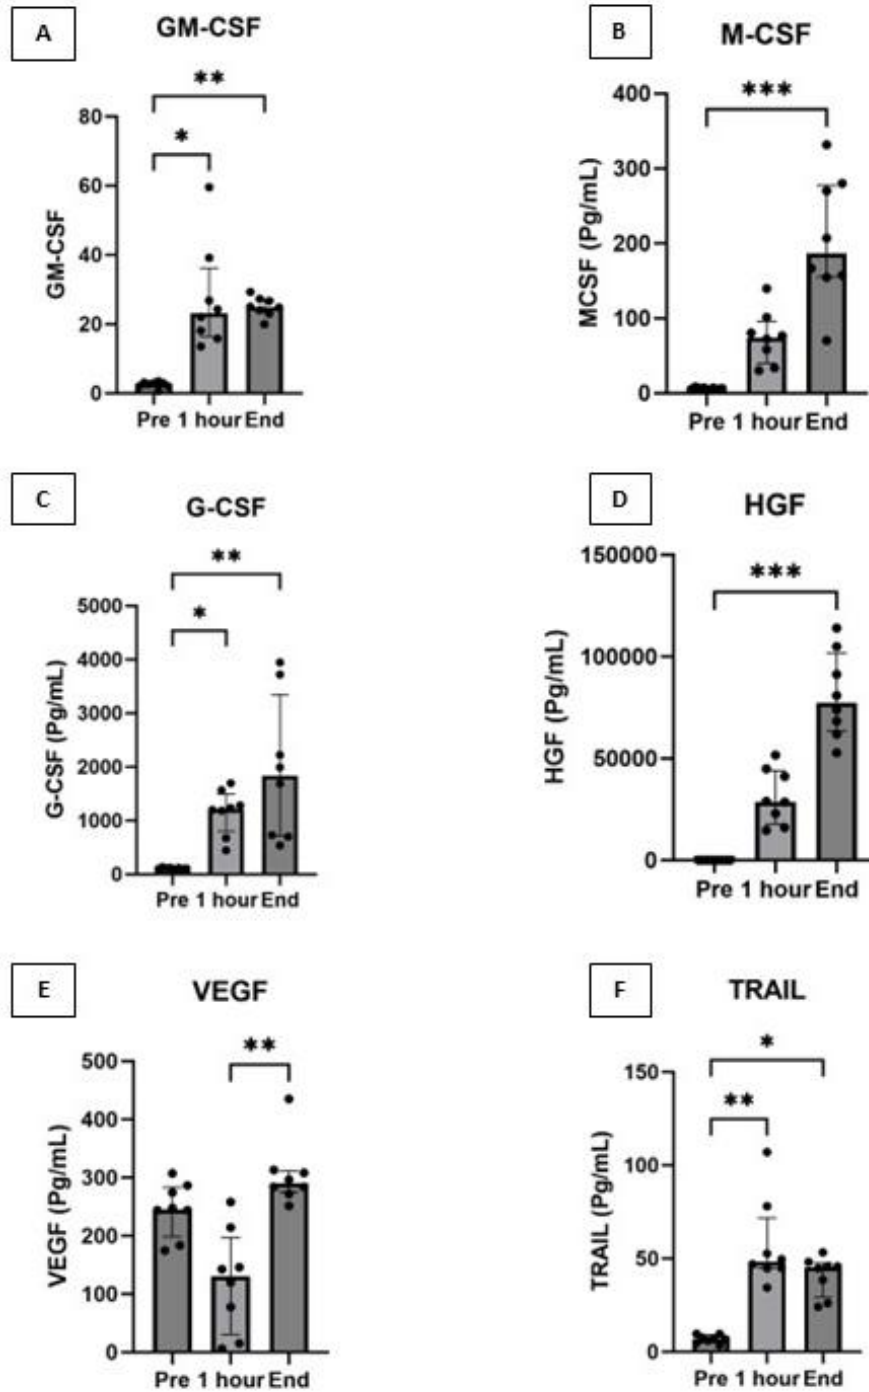 A
GM-CSF
**
*
80
60
40
20
0
GM-CSF
Pre 1 hour End
B
M-CSF
***
400
300
200
100
0
MCSF (Pg/mL)
Pre 1 hour End
C
G-CSF
**
*
5000
4000
3000
2000
1000
0
G-CSF (Pg/mL)
Pre 1 hour End
D
HGF
***
150000
100000
50000
0
HGF (Pg/mL)
Pre 1 hour End
E
VEGF
**
500
400
300
200
100
0
VEGF (Pg/mL)
Pre 1 hour End
F
TRAIL
*
**
150
100
50
0
TRAIL (Pg/mL)
Pre 1 hour End